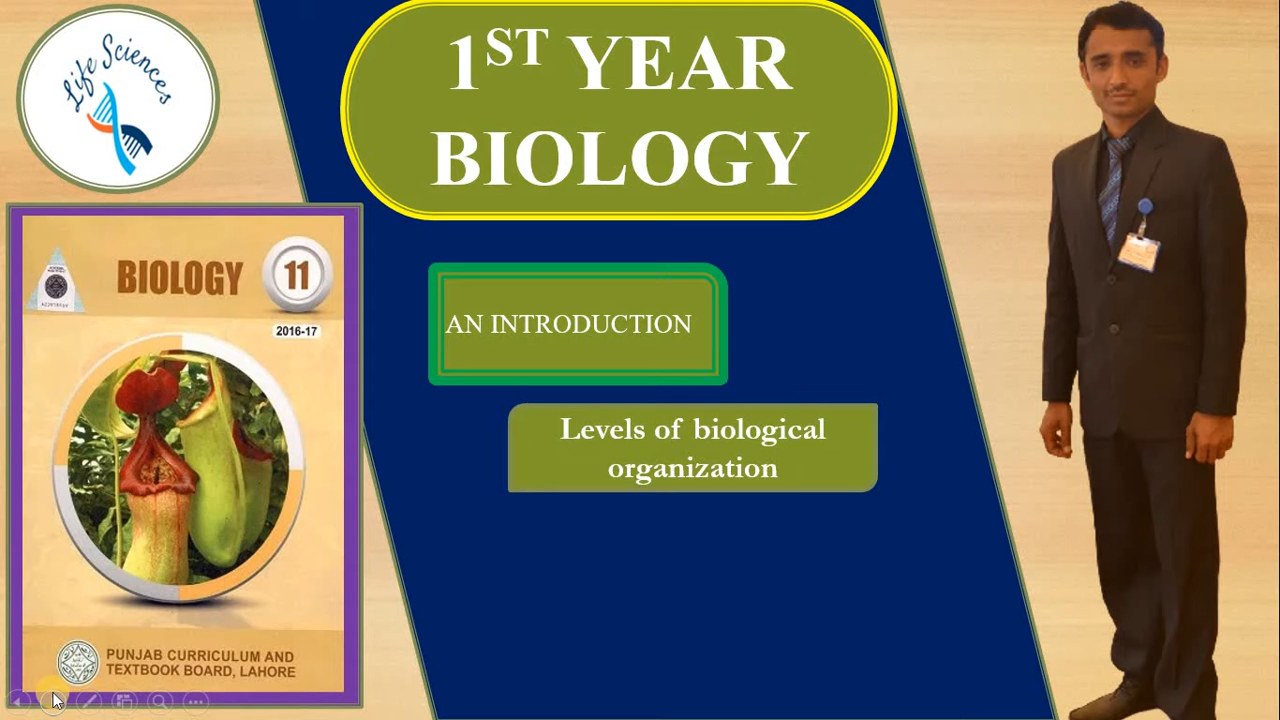 Life Sciences
1ST YEAR
BIOLOGY
BIOLOGY 11
2016-17
PUNJAB CURRICULUM AND
TEXTBOOK BOARD, LAHORE
AN INTRODUCTION
Levels of biological
organization